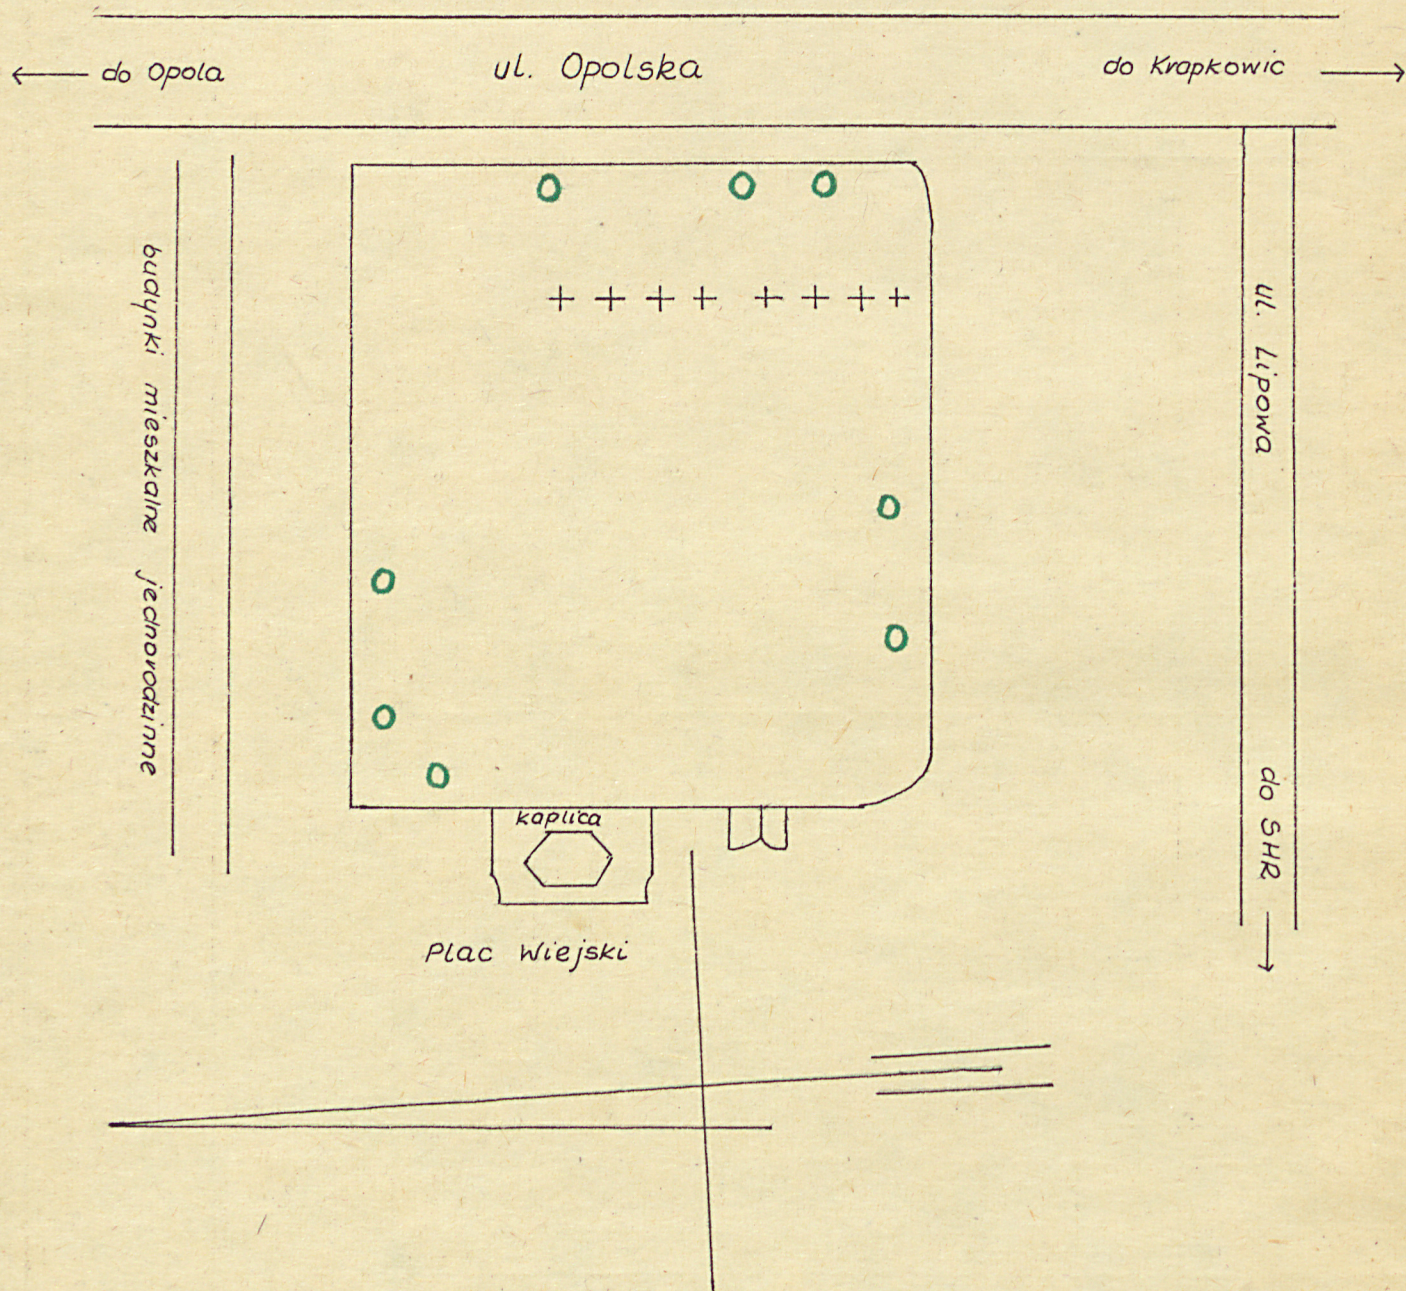 do Opola
ul. Opolska
do Krapkowic
budynki mieszkalne jednorodzinne
ul. Lipowa
do SHR
kaplica
Plac Wiejski